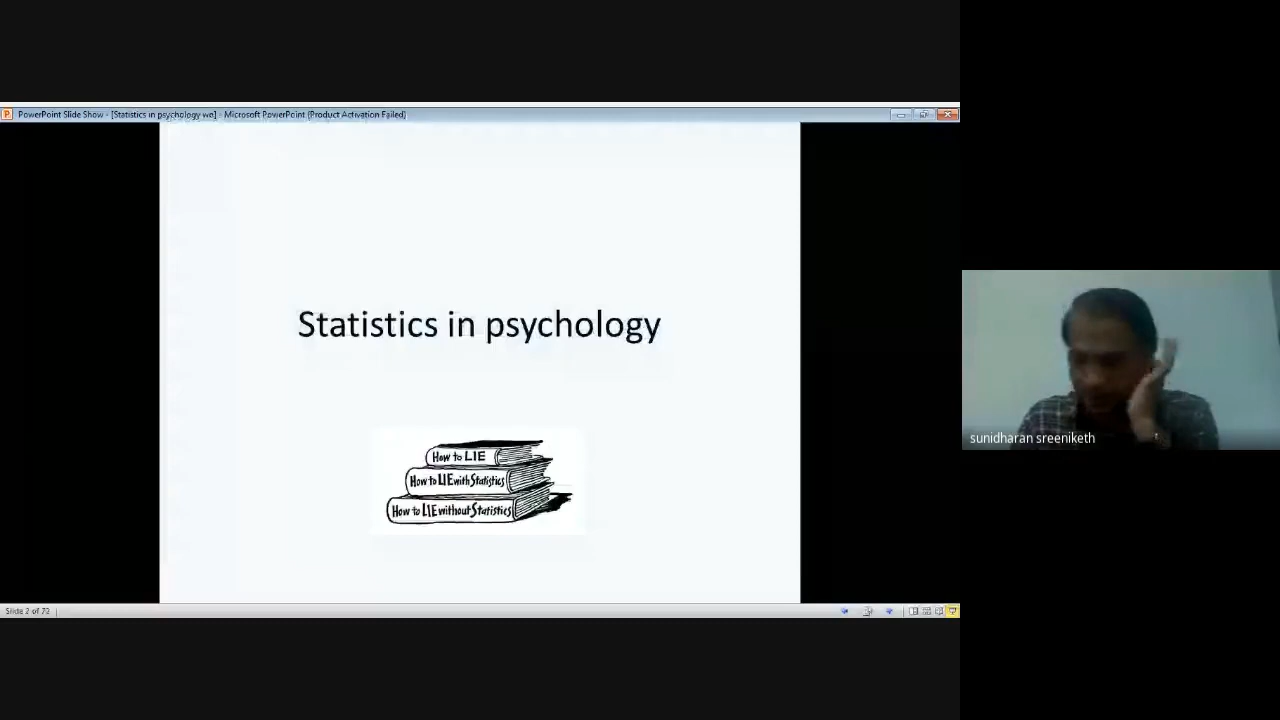 PowerPoint Slide Show - [Statistics in psychology wo] - Microsoft PowerPoint (Product Activation Failed)
Statistics in psychology
How to LIE
How to LIE with Statistics
How to LIE without Statistics
sunidharan sreeniketh
Slide 2 of 72